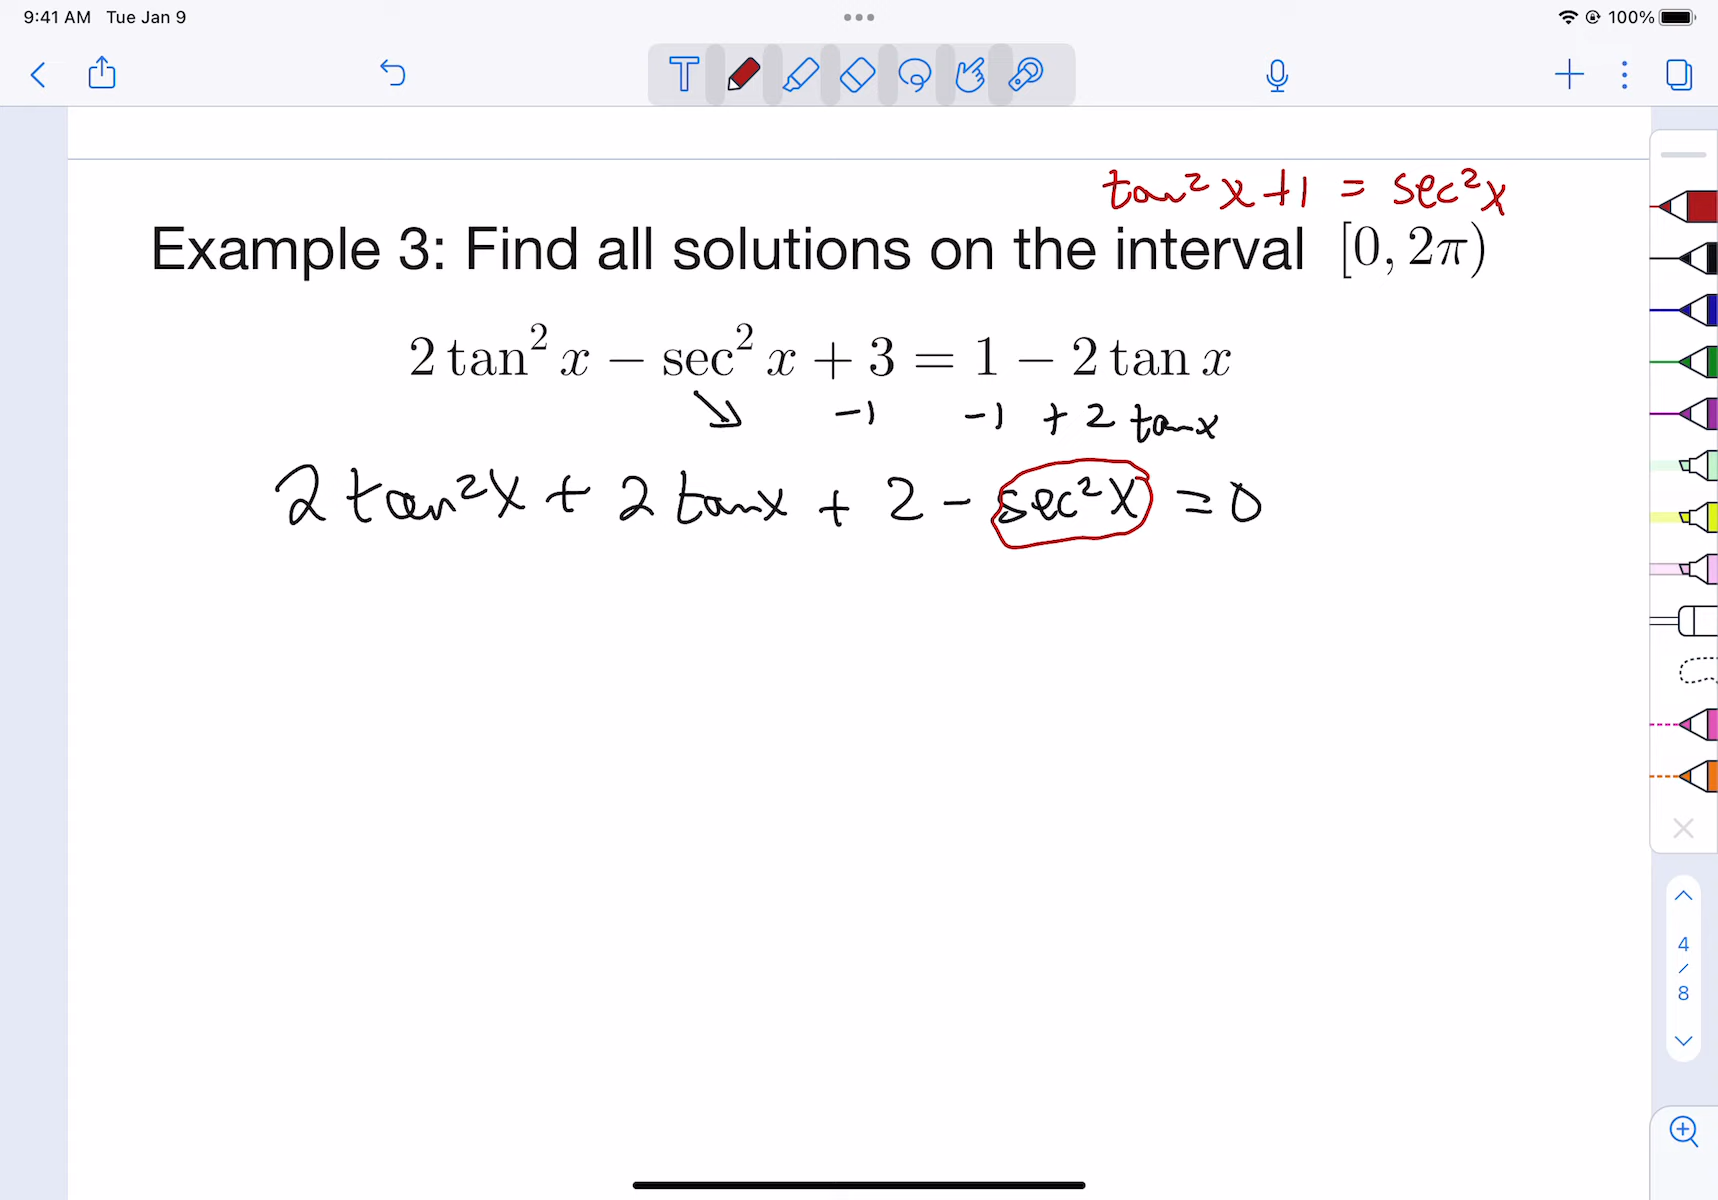 9:41 AM Tue Jan 9
100%
T
tan²x+1 = sec²x
Example 3: Find all solutions on the interval [0, 2π)
2 tan² x − sec² x + 3 = 1 − 2 tan x
-1 -1 + 2 tanx
2 tan²x + 2 tanx + 2 - sec²x = 0
4
/
8